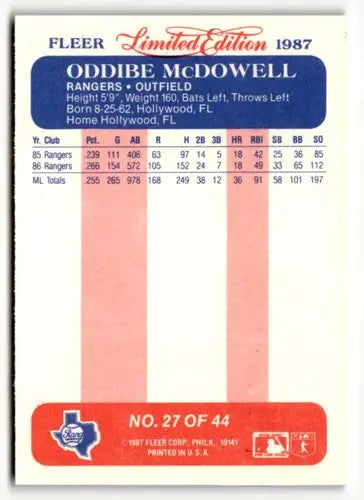 FLEER Limited Edition 1987
ODDIBE McDOWELL
RANGERS • OUTFIELD
Height 5'9", Weight 160, Bats Left, Throws Left
Born 8-25-62, Hollywood, FL
Home Hollywood, FL
Yr. Club Pct. G AB R H 2B 3B HR RBI SB BB SO
85 Rangers .239 111 406 63 97 14 5 18 42 25 36 85
86 Rangers .266 154 572 105 152 24 7 18 49 33 65 112
ML Totals .255 265 978 168 249 38 12 36 91 58 101 197
NO. 27 OF 44
©1987 FLEER CORP., PHILA. 19141
PRINTED IN U.S.A.